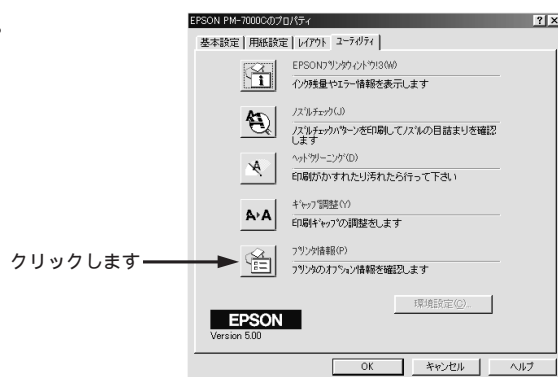 EPSON PM-7000Cのプロパティ
基本設定 用紙設定 レイアウト ユーティリティ
EPSONプリンタウィンドウ!3(W)
インク残量やエラー情報を表示します
ノズルチェック(J)
ノズルチェックパターンを印刷してノズルの目詰まりを確認
します
ヘッドクリーニング(D)
印刷がかすれたり汚れたら行って下さい
ギャップ調整(Y)
印刷ギャップの調整をします
プリンタ情報(P)
プリンタのオプション情報を確認します
クリックします
環境設定(C)...
EPSON
Version 5.00
OK キャンセル ヘルプ